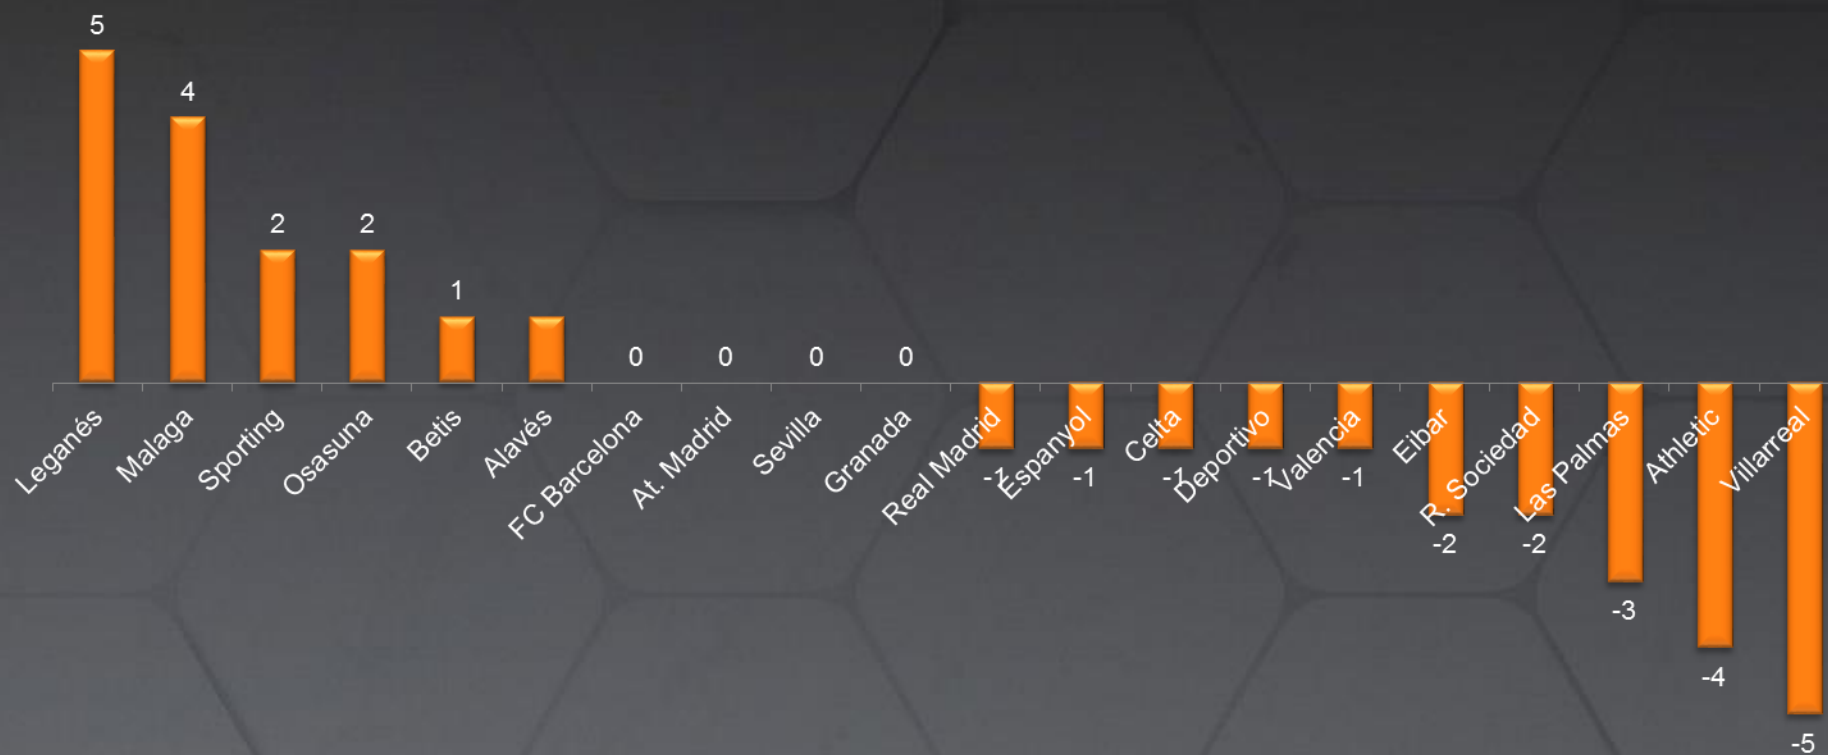 5
4
2
2
1
0
0
0
0
Leganés
Malaga
Sporting
Osasuna
Betis
Alavés
FC Barcelona
At. Madrid
Sevilla
Granada
Real Madrid
Espanyol
Celta
Deportivo
Valencia
Eibar
R. Sociedad
Las Palmas
Athletic
Villarreal
-1
-1
-1
-1
-1
-2
-2
-3
-4
-5